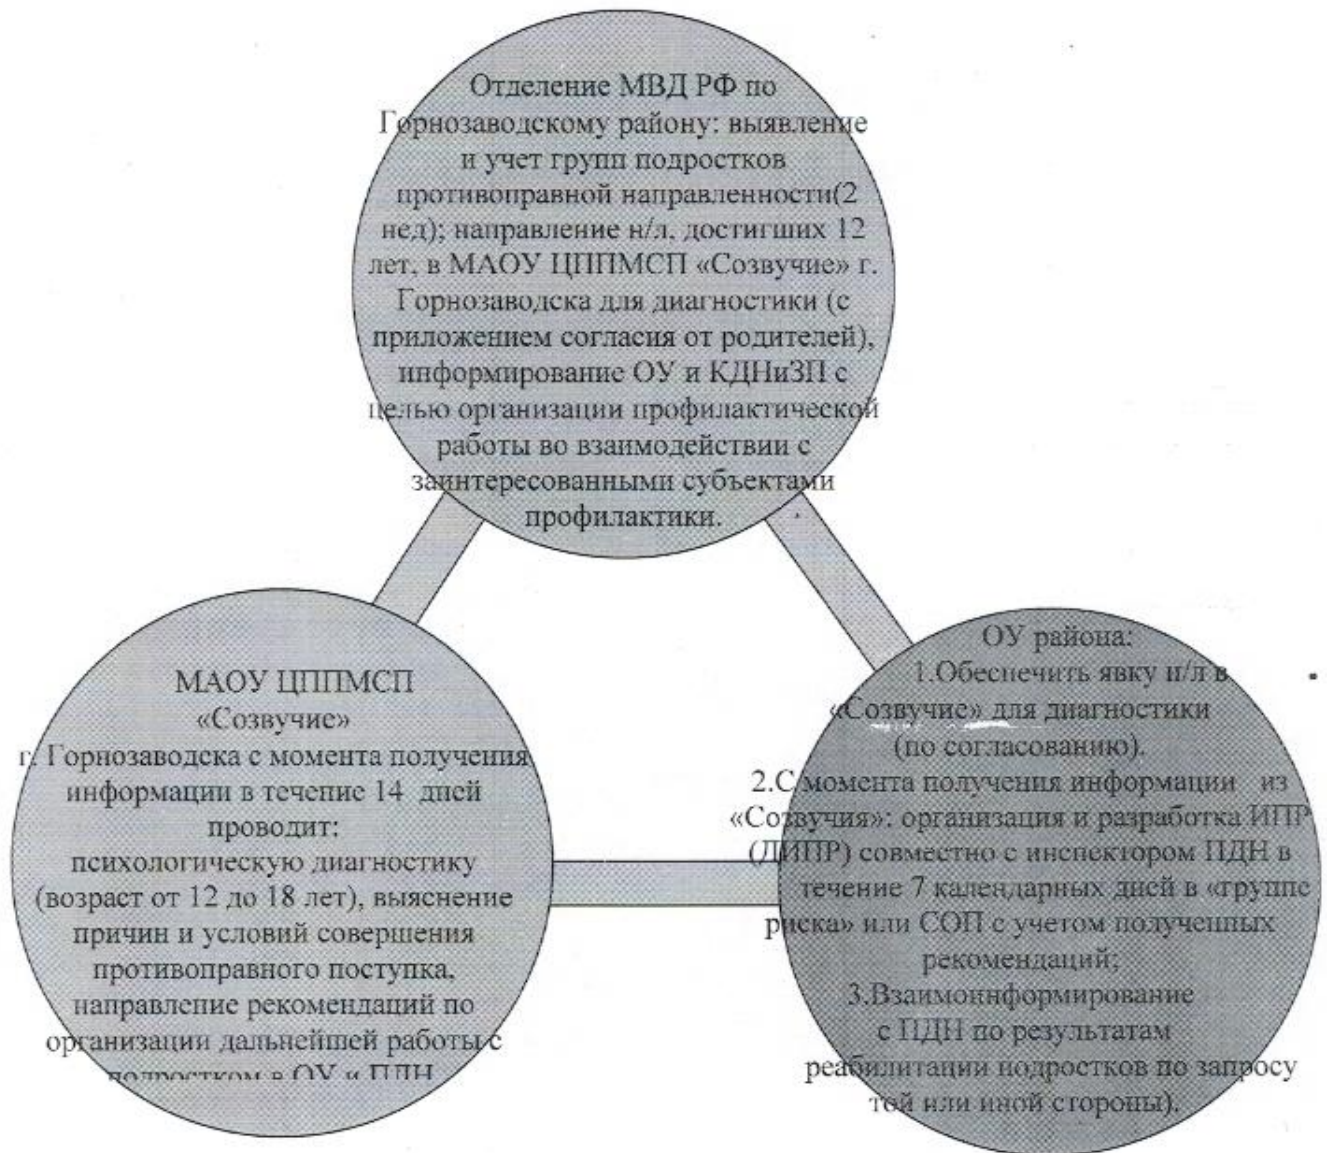 Отделение МВД РФ по
Горнозаводскому району: выявление
и учет групп подростков
противоправной направленности(2
нед); направление н/л, достигших 12
лет, в МАОУ ЦППМСП «Созвучие» г.
Горнозаводска для диагностики (с
приложением согласия от родителей),
информирование ОУ и КДНиЗП с
целью организации профилактической
работы во взаимодействии с
заинтересованными субъектами
профилактики.
МАОУ ЦППМСП
«Созвучие»
г. Горнозаводска с момента получения
информации в течение 14 дней
проводит:
психологическую диагностику
(возраст от 12 до 18 лет), выяснение
причин и условий совершения
противоправного поступка,
направление рекомендаций по
организации дальнейшей работы с
подростком в ОУ и ПДН
ОУ района:
1.Обеспечить явку н/л в
«Созвучие» для диагностики
(по согласованию).
2.С момента получения информации из
«Созвучия»: организация и разработка ИПР
(ДИПР) совместно с инспектором ПДН в
течение 7 календарных дней в «группе
риска» или СОП с учетом полученных
рекомендаций;
3.Взаимоинформирование
с ПДН по результатам
реабилитации подростков по запросу
той или иной стороны).